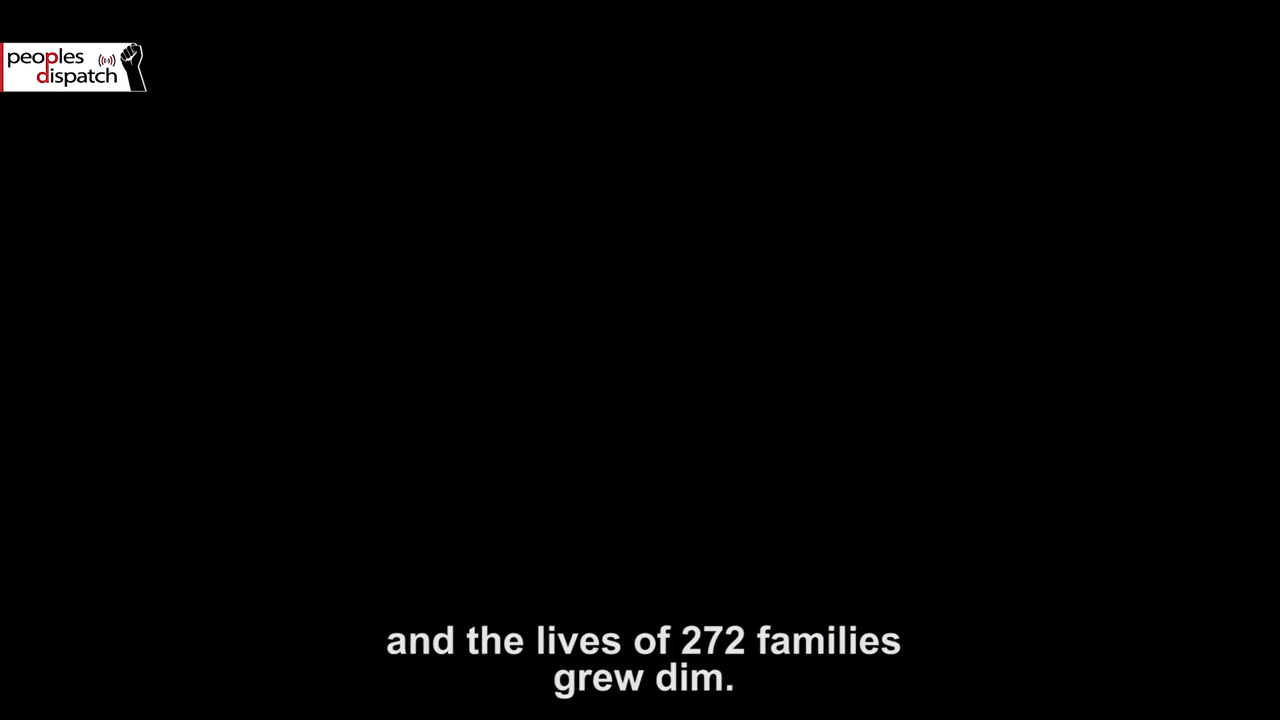 peoples
dispatch
and the lives of 272 families
grew dim.